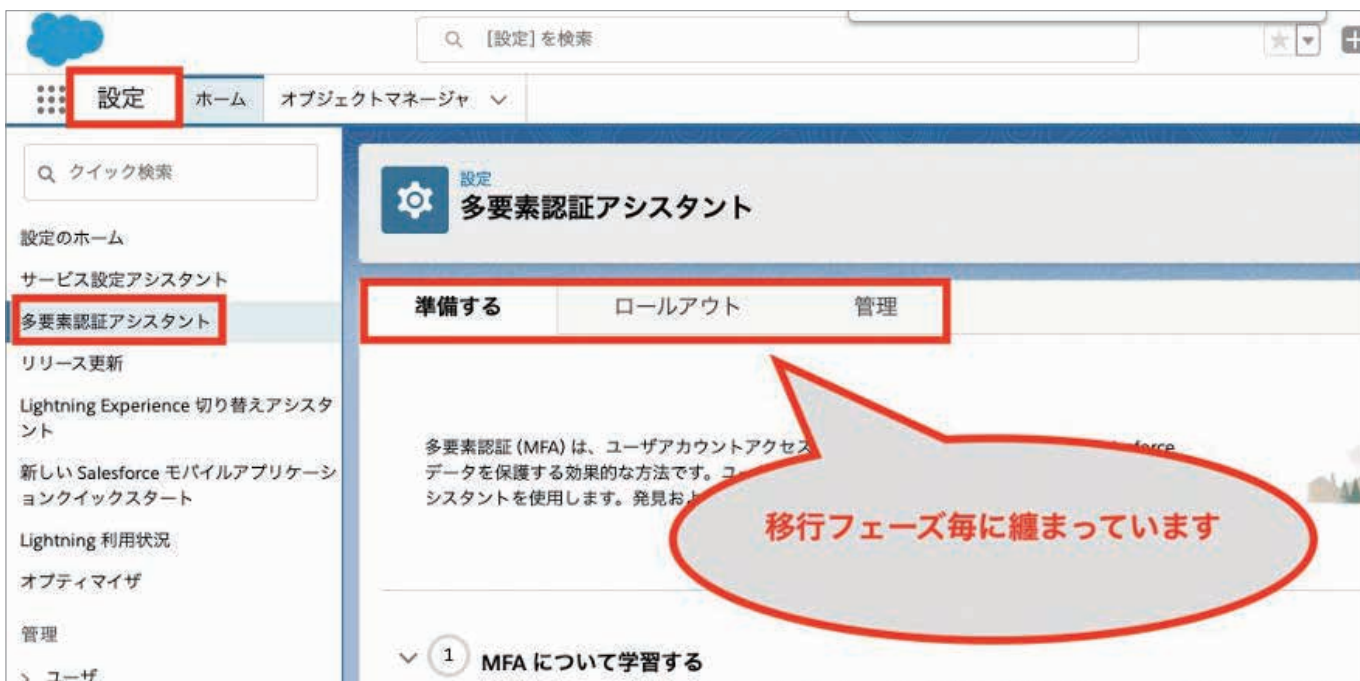 [設定] を検索
設定
ホーム
オブジェクトマネージャ
クイック検索
設定のホーム
サービス設定アシスタント
多要素認証アシスタント
リリース更新
Lightning Experience 切り替えアシスタ
ント
新しい Salesforce モバイルアプリケーシ
ョンクイックスタート
Lightning 利用状況
オプティマイザ
管理
ユーザ
設定
多要素認証アシスタント
準備する
ロールアウト
管理
多要素認証 (MFA) は、ユーザアカウントアクセス
データを保護する効果的な方法です。
シスタントを使用します。発見およ
移行フェーズ毎に纏まっています
1
MFA について学習する